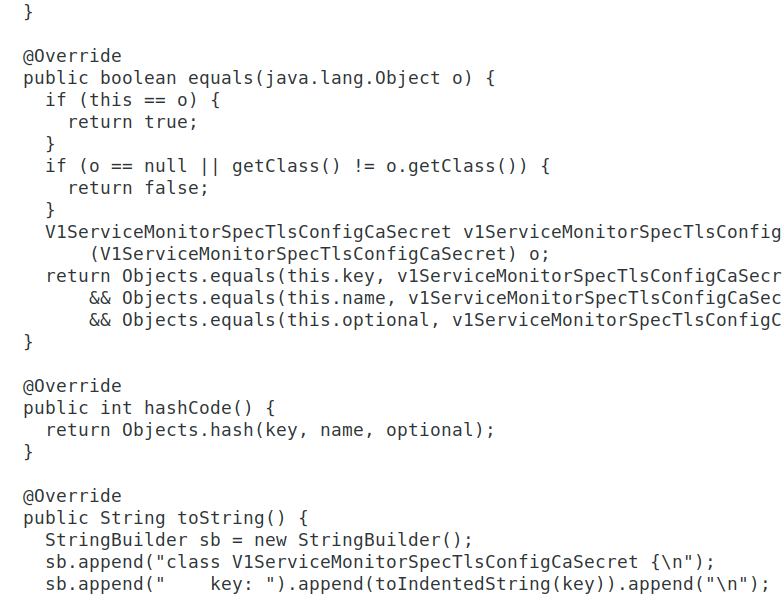 }

@Override
public boolean equals(java.lang.Object o) {
  if (this == o) {
    return true;
  }
  if (o == null || getClass() != o.getClass()) {
    return false;
  }
  V1ServiceMonitorSpecTlsConfigCaSecret v1ServiceMonitorSpecTlsConfig
      (V1ServiceMonitorSpecTlsConfigCaSecret) o;
  return Objects.equals(this.key, v1ServiceMonitorSpecTlsConfigCaSecr
      && Objects.equals(this.name, v1ServiceMonitorSpecTlsConfigCaSec
      && Objects.equals(this.optional, v1ServiceMonitorSpecTlsConfigC
}

@Override
public int hashCode() {
  return Objects.hash(key, name, optional);
}

@Override
public String toString() {
  StringBuilder sb = new StringBuilder();
  sb.append("class V1ServiceMonitorSpecTlsConfigCaSecret {\n");
  sb.append("    key: ").append(toIndentedString(key)).append("\n");